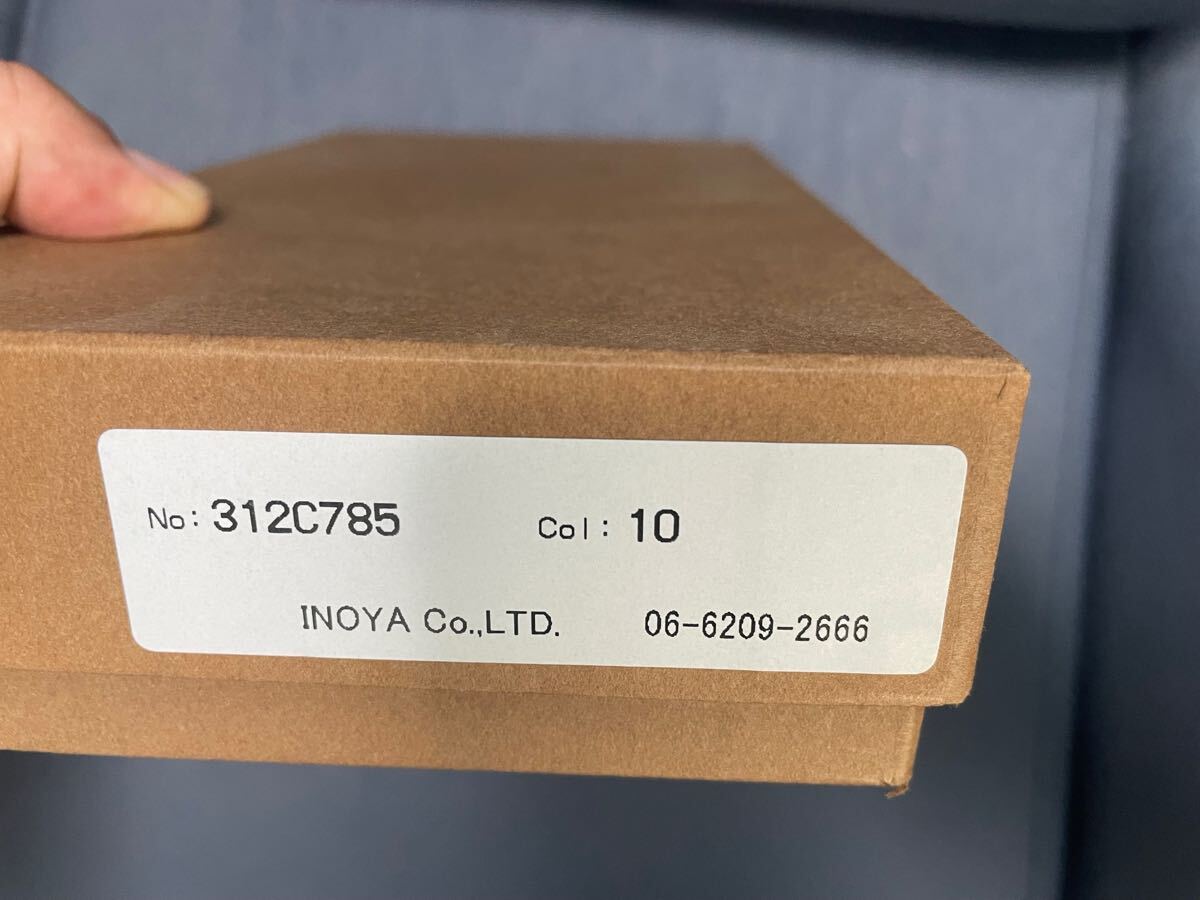 No: 312C785 Col: 10
INOYA Co.,LTD. 06-6209-2666